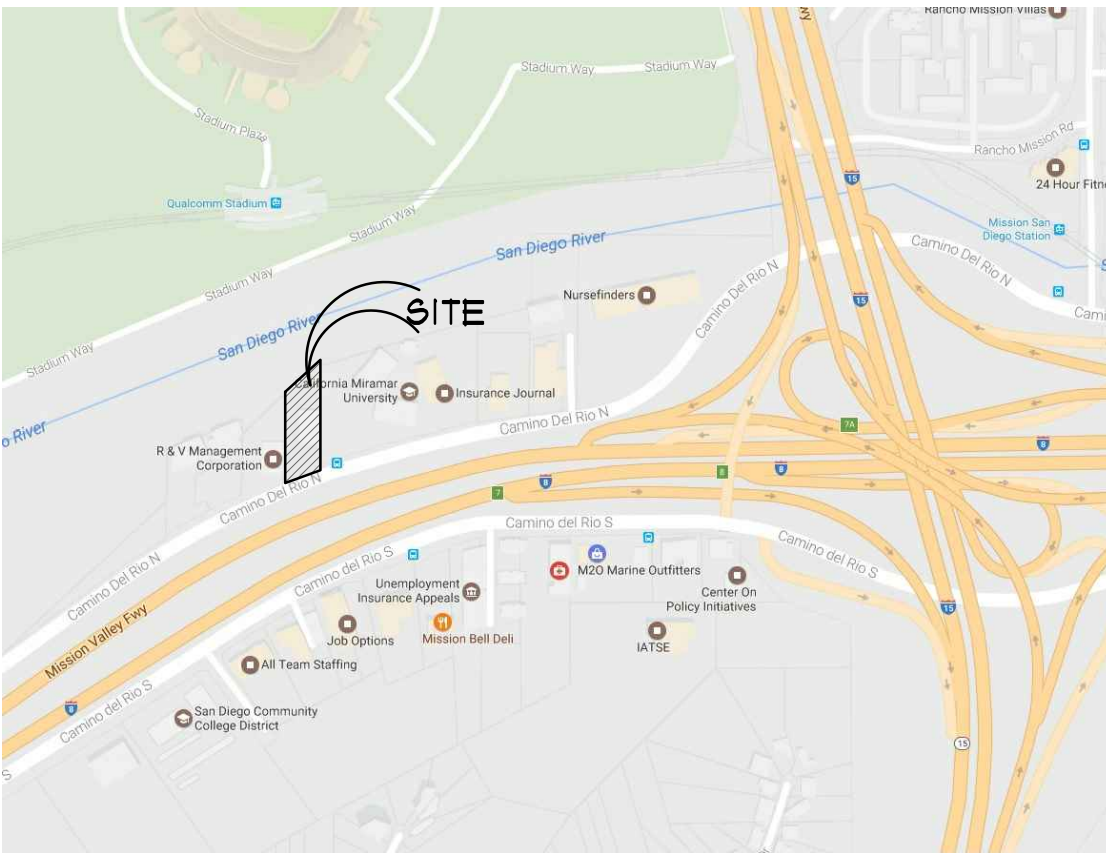 Rancho Mission Villas
wy
Stadium Way
Stadium Way
Stadium Plaza
Rancho Mission Rd
15
24 Hour Fitne
Qualcomm Stadium
Stadium Way
Mission San
Diego Station
San Diego River
Camino Del Rio N
Stadium Way
Nursefinders
Camino Del Rio N
15
SITE
Cami
San Diego River
Stadium Way
California Miramar
University
Insurance Journal
Camino Del Rio N
7A
o River
R & V Management
Corporation
8
8
8
8
7
Camino Del Rio N
Camino del Rio S
Camino del Rio S
Camino Del Rio N
Camino del Rio S
M2O Marine Outfitters
Unemployment
Insurance Appeals
Center On
Policy Initiatives
15
Mission Valley Fwy
Job Options
Mission Bell Deli
IATSE
All Team Staffing
Camino del Rio S
8
San Diego Community
College District
15
S